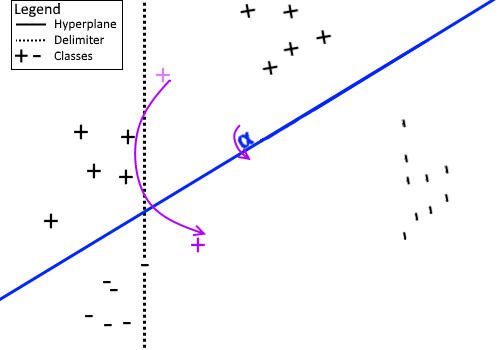 Legend
Hyperplane
Delimiter
+ - Classes
α